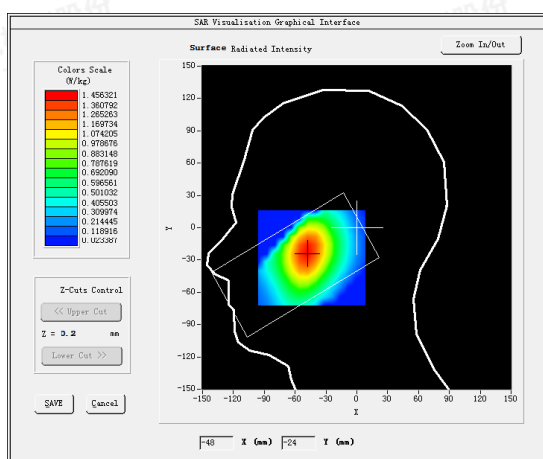 SAR Visualisation Graphical Interface
Surface Radiated Intensity
Zoom In/Out
Colors Scale
(W/kg)
1.456321
1.360792
1.265263
1.169734
1.074205
0.978676
0.883148
0.787619
0.692090
0.596561
0.501032
0.405503
0.309974
0.214445
0.118916
0.023387
Z-Cuts Control
<< Upper Cut
Z = 3.2 mm
Lower Cut >>
SAVE
Cancel
150
120
90
60
30
Y
0
-30
-60
-90
-120
-150
-150 -120 -90 -60 -30 0 30 60 90 120 150
X
-48 X (mm) -24 Y (mm)